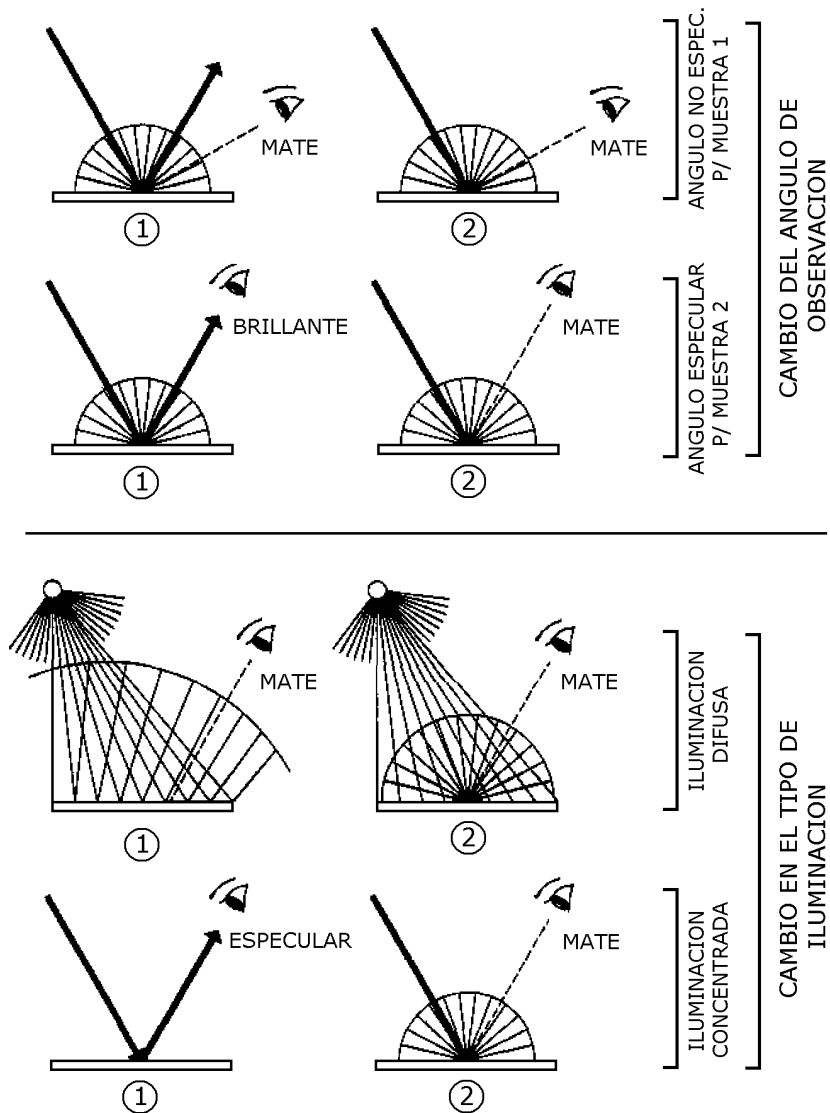 MATE
MATE
①
②
ANGULO NO ESPEC.
P/ MUESTRA 1
BRILLANTE
MATE
①
②
ANGULO ESPECULAR
P/ MUESTRA 2
CAMBIO DEL ANGULO DE
OBSERVACION
MATE
MATE
①
②
ILUMINACION
DIFUSA
ESPECULAR
MATE
①
②
ILUMINACION
CONCENTRADA
CAMBIO EN EL TIPO DE
ILUMINACION